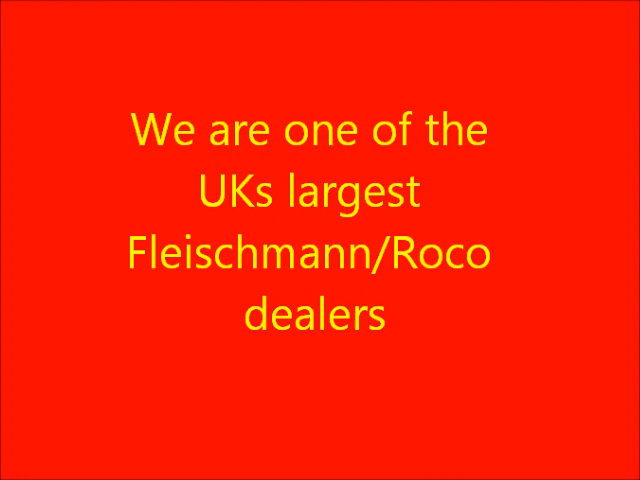 We are one of the
UKs largest
Fleischmann/Roco
dealers